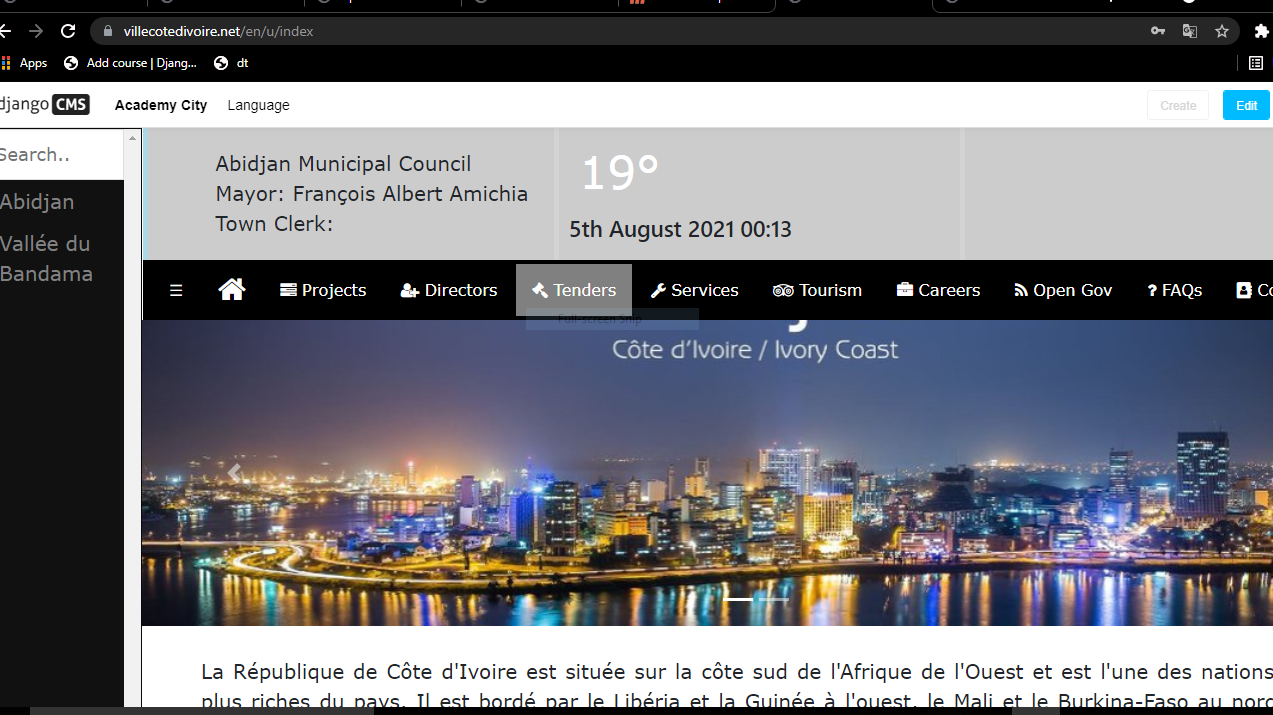 villecotedivoire.net/en/u/index
Apps
Add course | Djang...
dt
django CMS
Academy City
Language
Create
Edit
Search..
Abidjan
Vallée du
Bandama
Abidjan Municipal Council
Mayor: François Albert Amichia
Town Clerk:
19°
5th August 2021 00:13
☰
Projects
Directors
Tenders
Services
Tourism
Careers
Open Gov
? FAQs
Full-screen Snip
Côte d'Ivoire / Ivory Coast
La République de Côte d'Ivoire est située sur la côte sud de l'Afrique de l'Ouest et est l'une des nations
plus riches du pays. Il est bordé par le Libéria et la Guinée à l'ouest, le Mali et le Burkina-Faso au nord